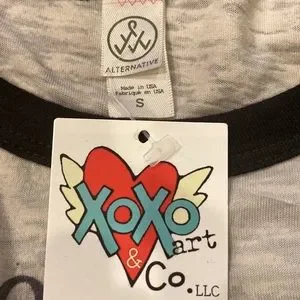 ALTERNATIVE
Made in USA
Fabriqué en USA
S
XOXO
art
& Co. LLC